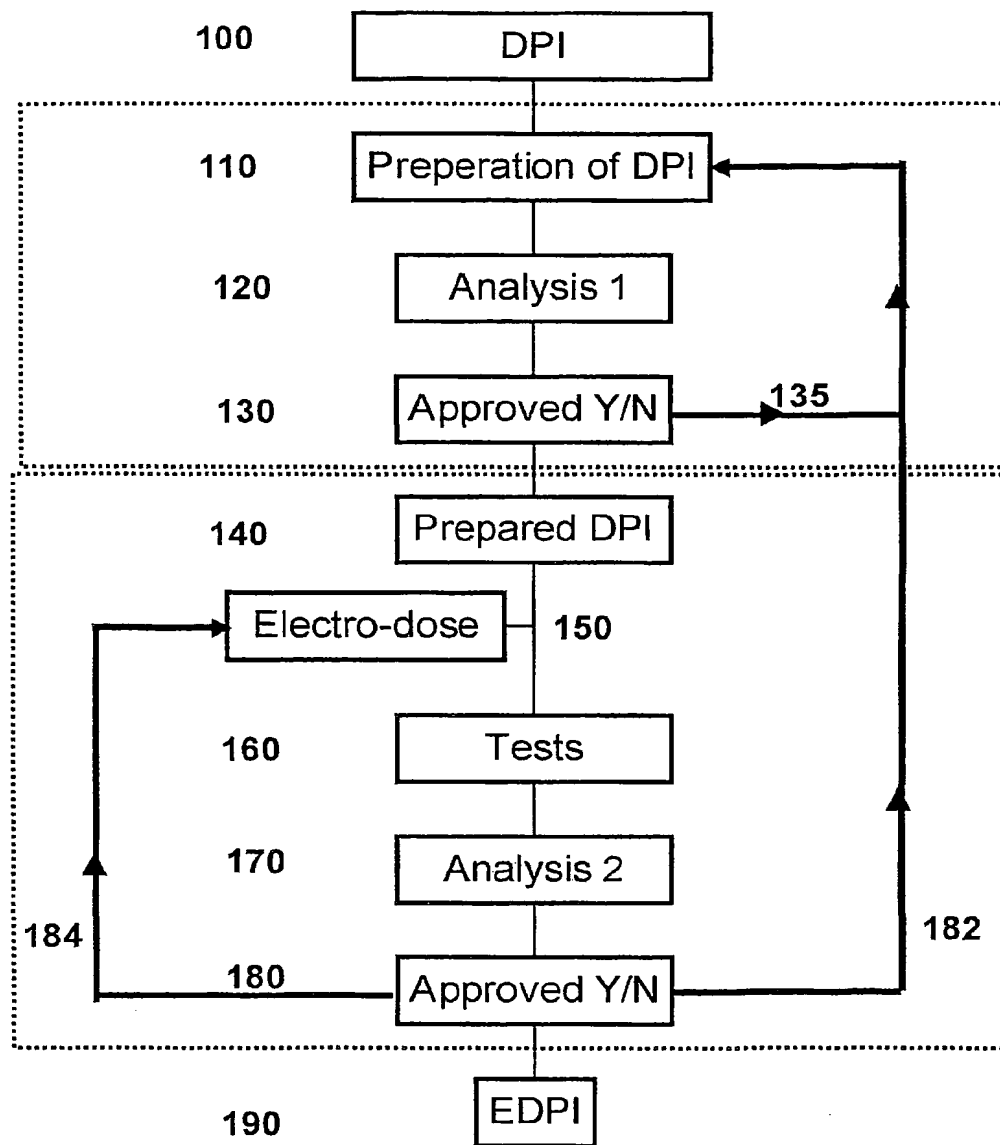 100 DPI
110 Preperation of DPI
120 Analysis 1
130 Approved Y/N 135
140 Prepared DPI
Electro-dose 150
160 Tests
170 Analysis 2
184 182
180 Approved Y/N
190 EDPI